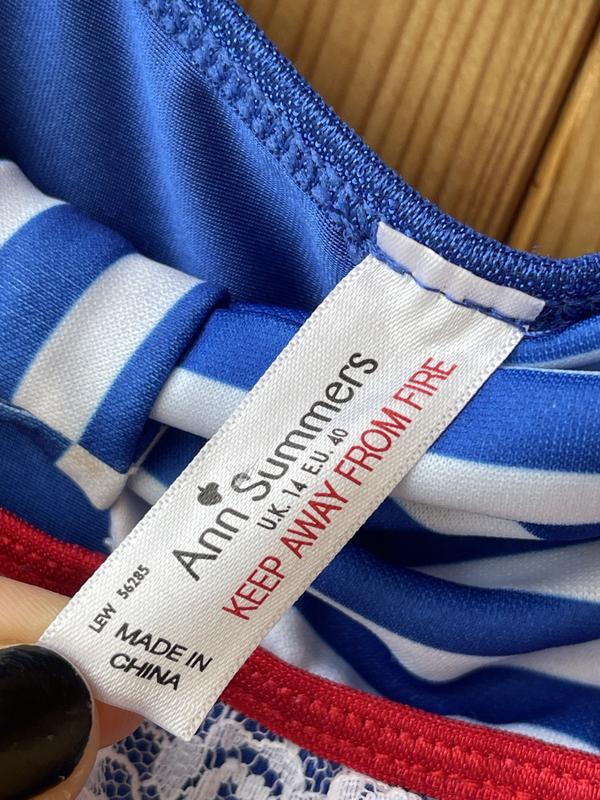 Ann Summers
U.K. 14 E.U. 40
KEEP AWAY FROM FIRE
LEW 56285
MADE IN
CHINA